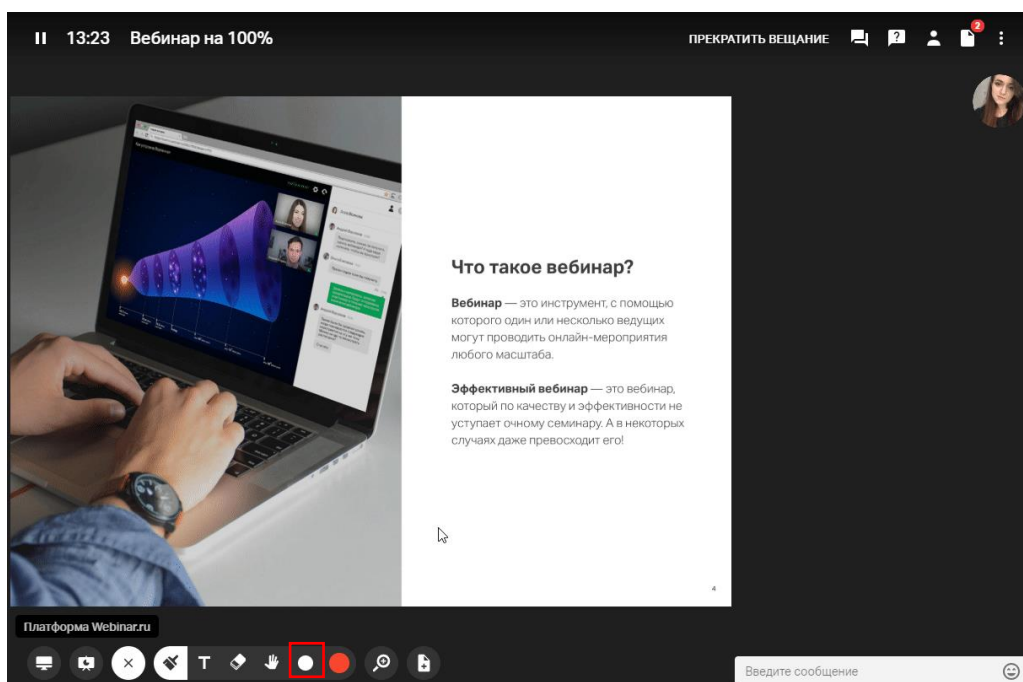 13:23 Вебинар на 100%
ПРЕКРАТИТЬ ВЕЩАНИЕ
2
Что такое вебинар?
Вебинар — это инструмент, с помощью
которого один или несколько ведущих
могут проводить онлайн-мероприятия
любого масштаба.
Эффективный вебинар — это вебинар,
который по качеству и эффективности не
уступает очному семинару. А в некоторых
случаях даже превосходит его!
4
Платформа Webinar.ru
T
Введите сообщение